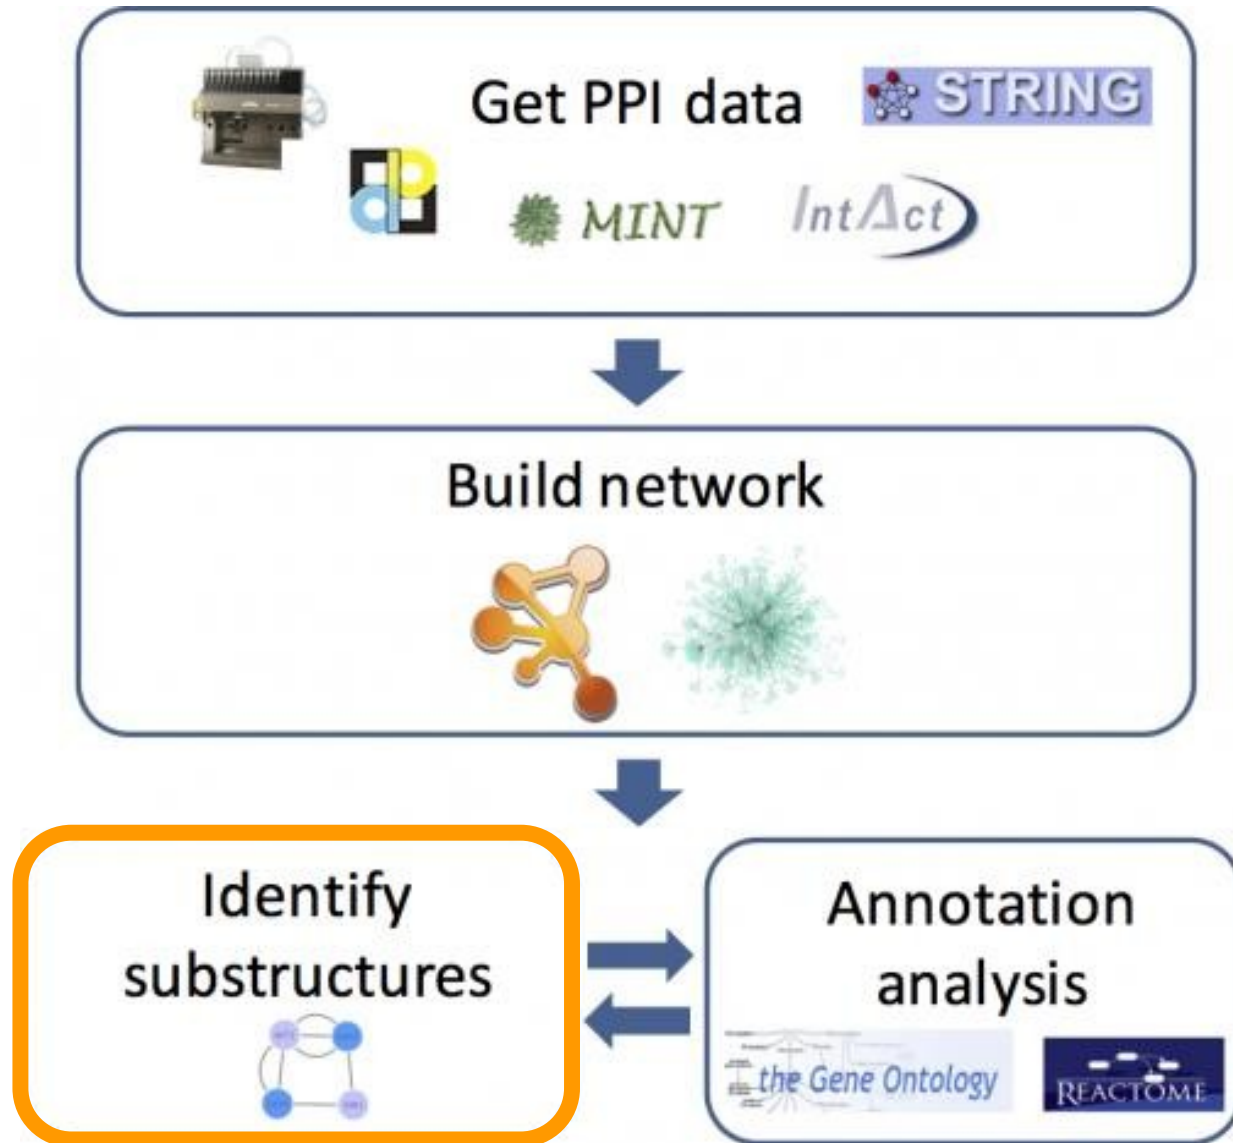 Get PPI data
STRING
MINT
IntAct
Build network
Identify
substructures
Annotation
analysis
the Gene Ontology
REACTOME